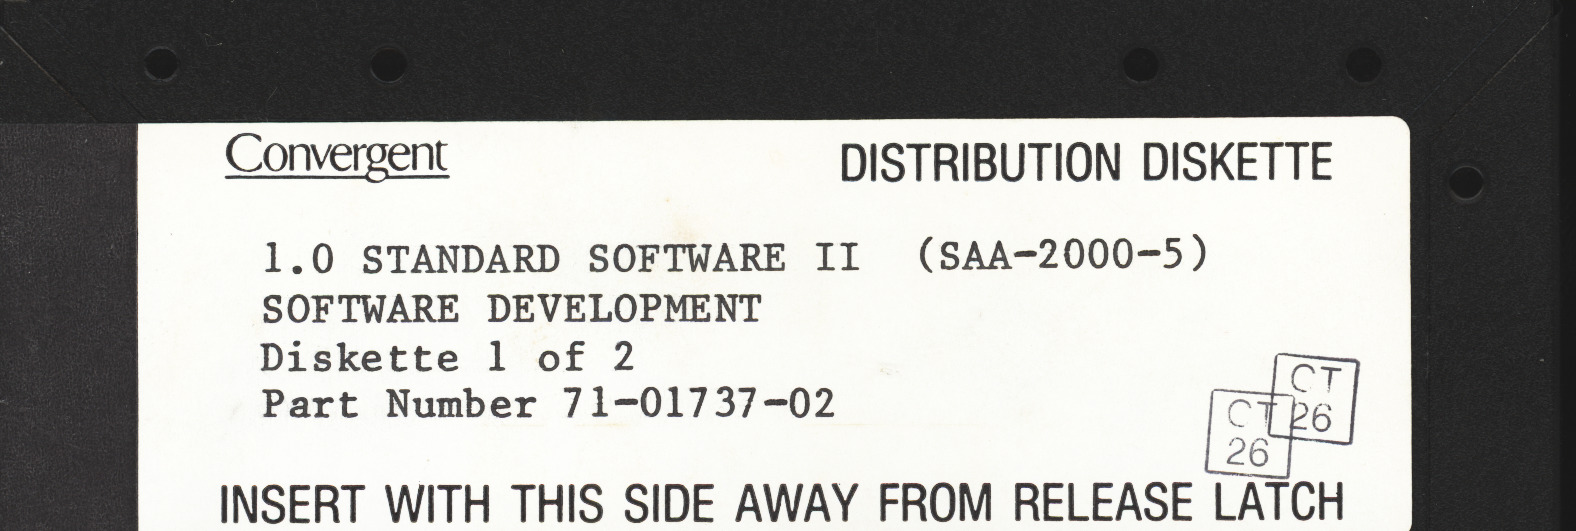 Convergent
DISTRIBUTION DISKETTE
1.0 STANDARD SOFTWARE II (SAA-2000-5)
SOFTWARE DEVELOPMENT
Diskette 1 of 2
Part Number 71-01737-02
CT
26
CT
26
INSERT WITH THIS SIDE AWAY FROM RELEASE LATCH